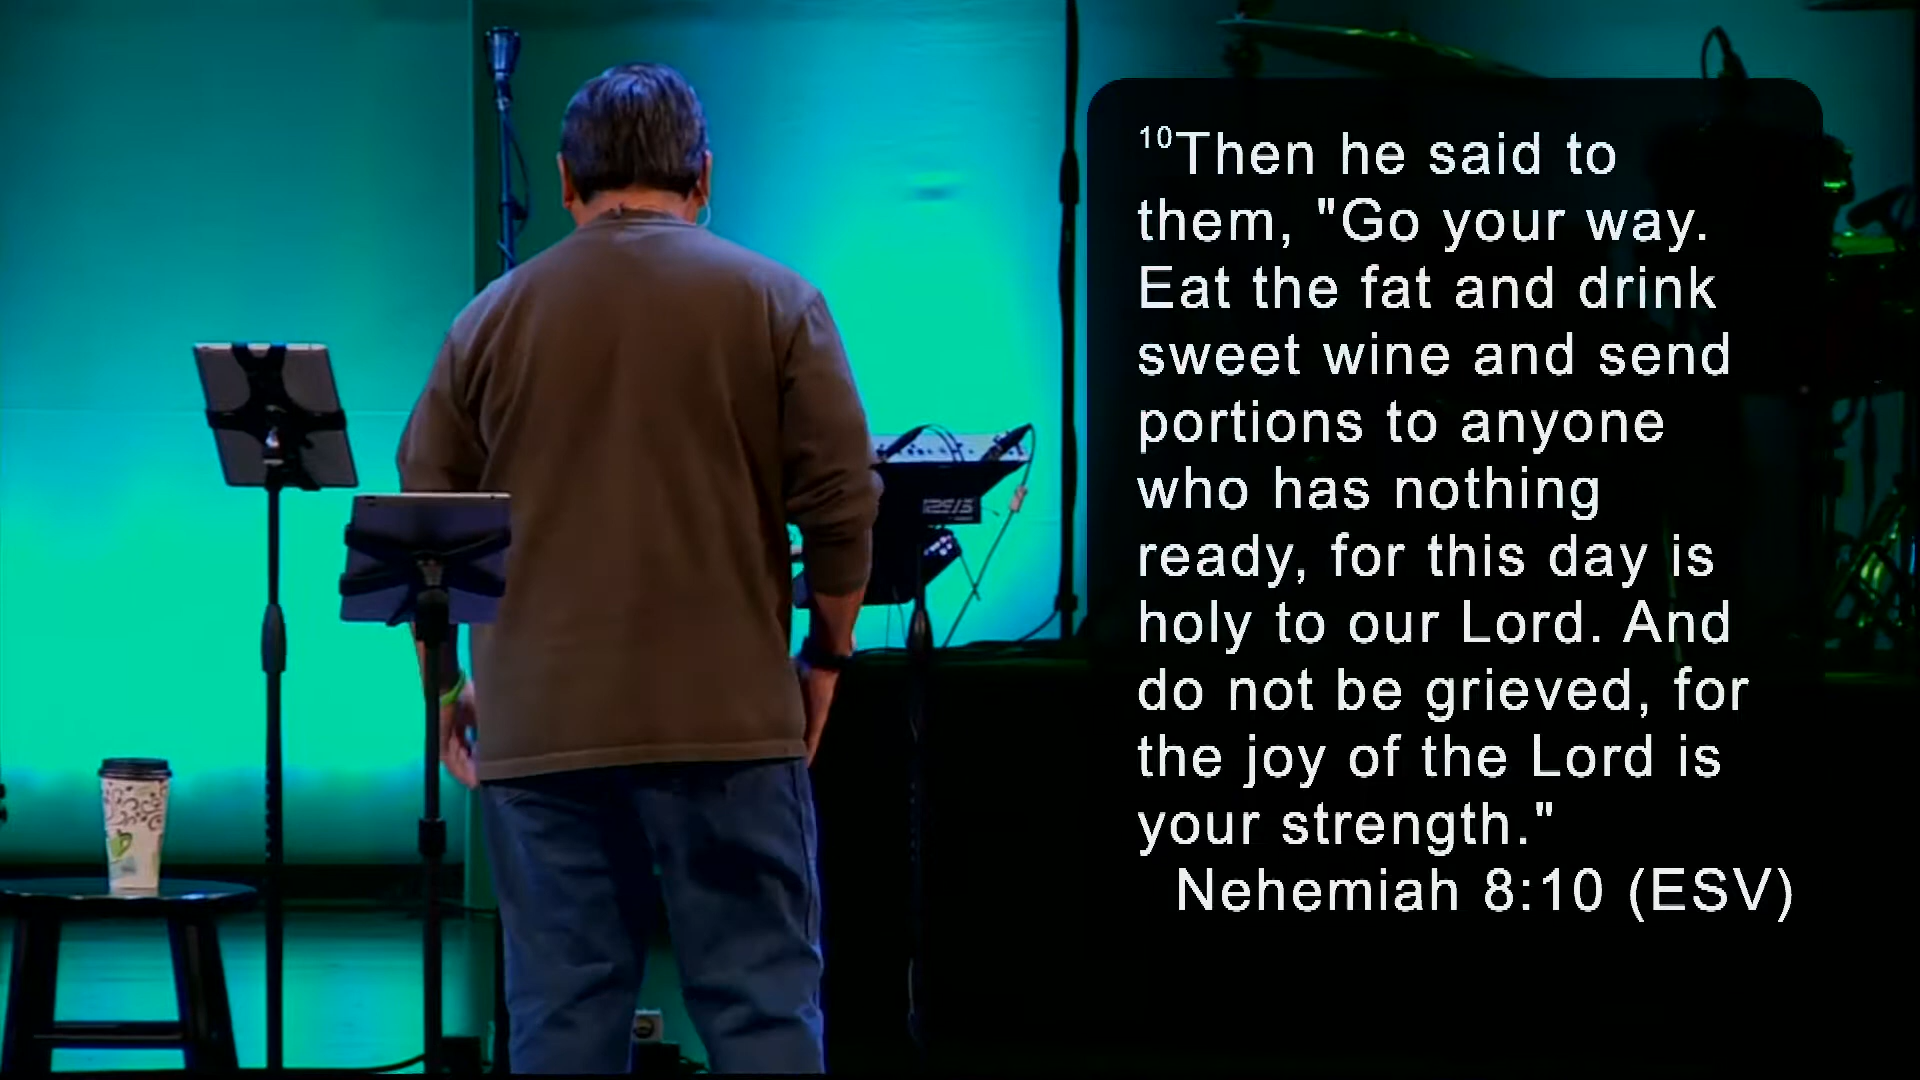 10Then he said to
them, "Go your way.
Eat the fat and drink
sweet wine and send
portions to anyone
who has nothing
ready, for this day is
holy to our Lord. And
do not be grieved, for
the joy of the Lord is
your strength."
Nehemiah 8:10 (ESV)